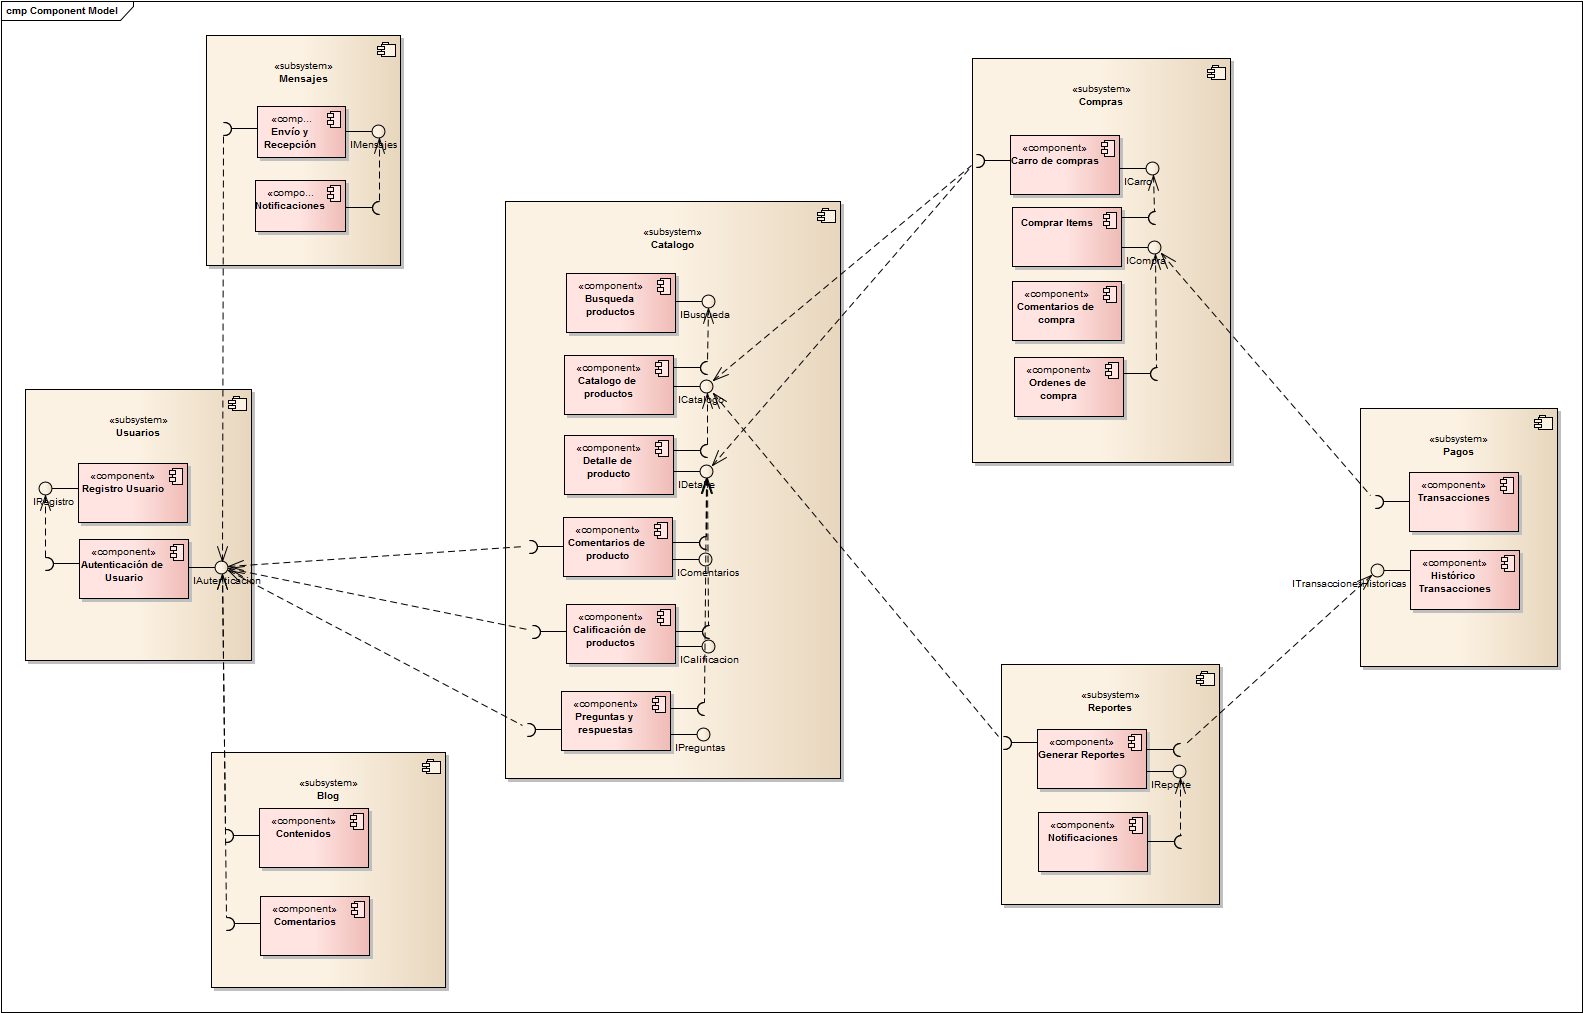 cmp Component Model
«subsystem»
Mensajes
«comp...
Envío y
Recepción
IMensajes
«compo...
Notificaciones
«subsystem»
Usuarios
«component»
Registro Usuario
IRegistro
«component»
Autenticación de
Usuario
IAutenticacion
«subsystem»
Blog
«component»
Contenidos
«component»
Comentarios
«subsystem»
Catalogo
«component»
Busqueda
productos
IBusqueda
«component»
Catalogo de
productos
ICatalogo
«component»
Detalle de
producto
IDetalle
«component»
Comentarios de
producto
IComentarios
«component»
Calificación de
productos
ICalificacion
«component»
Preguntas y
respuestas
IPreguntas
«subsystem»
Compras
«component»
Carro de compras
ICarro
Comprar Items
ICompra
«component»
Comentarios de
compra
«component»
Ordenes de
compra
«subsystem»
Pagos
«component»
Transacciones
«component»
Histórico
Transacciones
ITransaccionesHistoricas
«subsystem»
Reportes
«component»
Generar Reportes
IReporte
«component»
Notificaciones